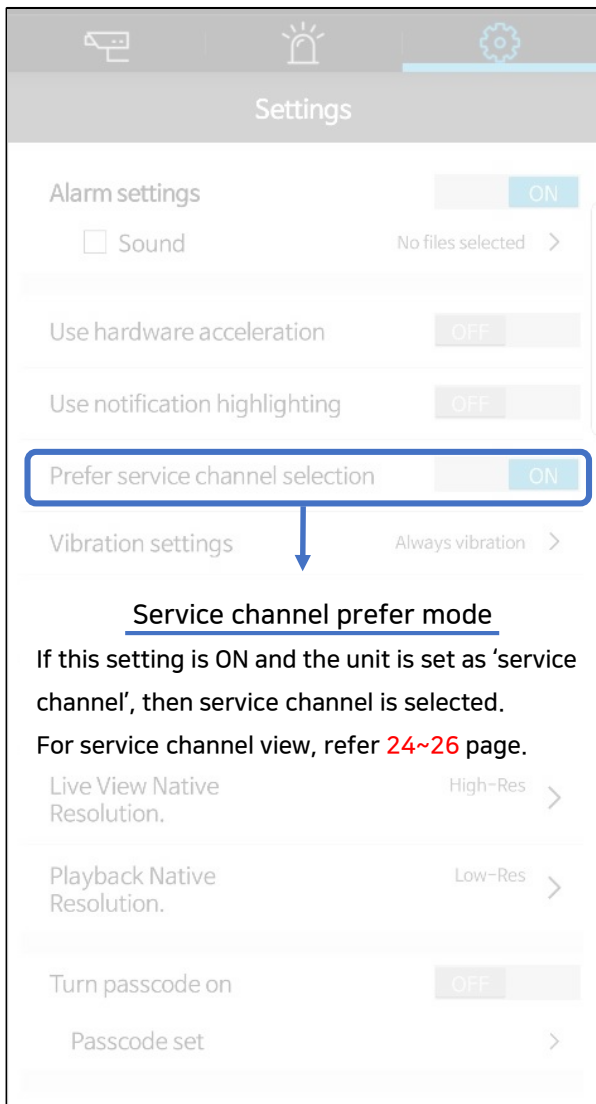 Settings
Alarm settings ON
Sound No files selected >
Use hardware acceleration OFF
Use notification highlighting OFF
Prefer service channel selection ON
Vibration settings Always vibration >
Service channel prefer mode
If this setting is ON and the unit is set as ‘service
channel’, then service channel is selected.
For service channel view, refer 24~26 page.
Live View Native High-Res >
Resolution.
Playback Native Low-Res >
Resolution.
Turn passcode on OFF
Passcode set >